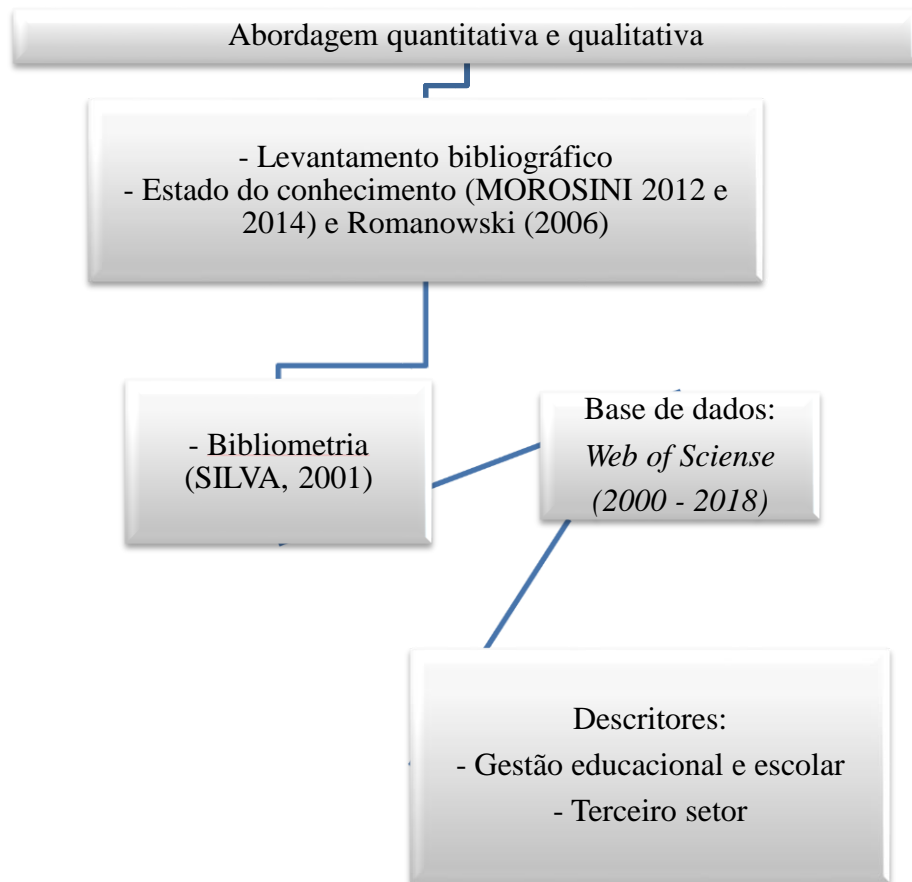 Abordagem quantitativa e qualitativa
- Levantamento bibliográfico
- Estado do conhecimento (MOROSINI 2012 e
2014) e Romanowski (2006)
- Bibliometria
(SILVA, 2001)
Base de dados:
Web of Sciense
(2000 - 2018)
Descritores:
- Gestão educacional e escolar
- Terceiro setor